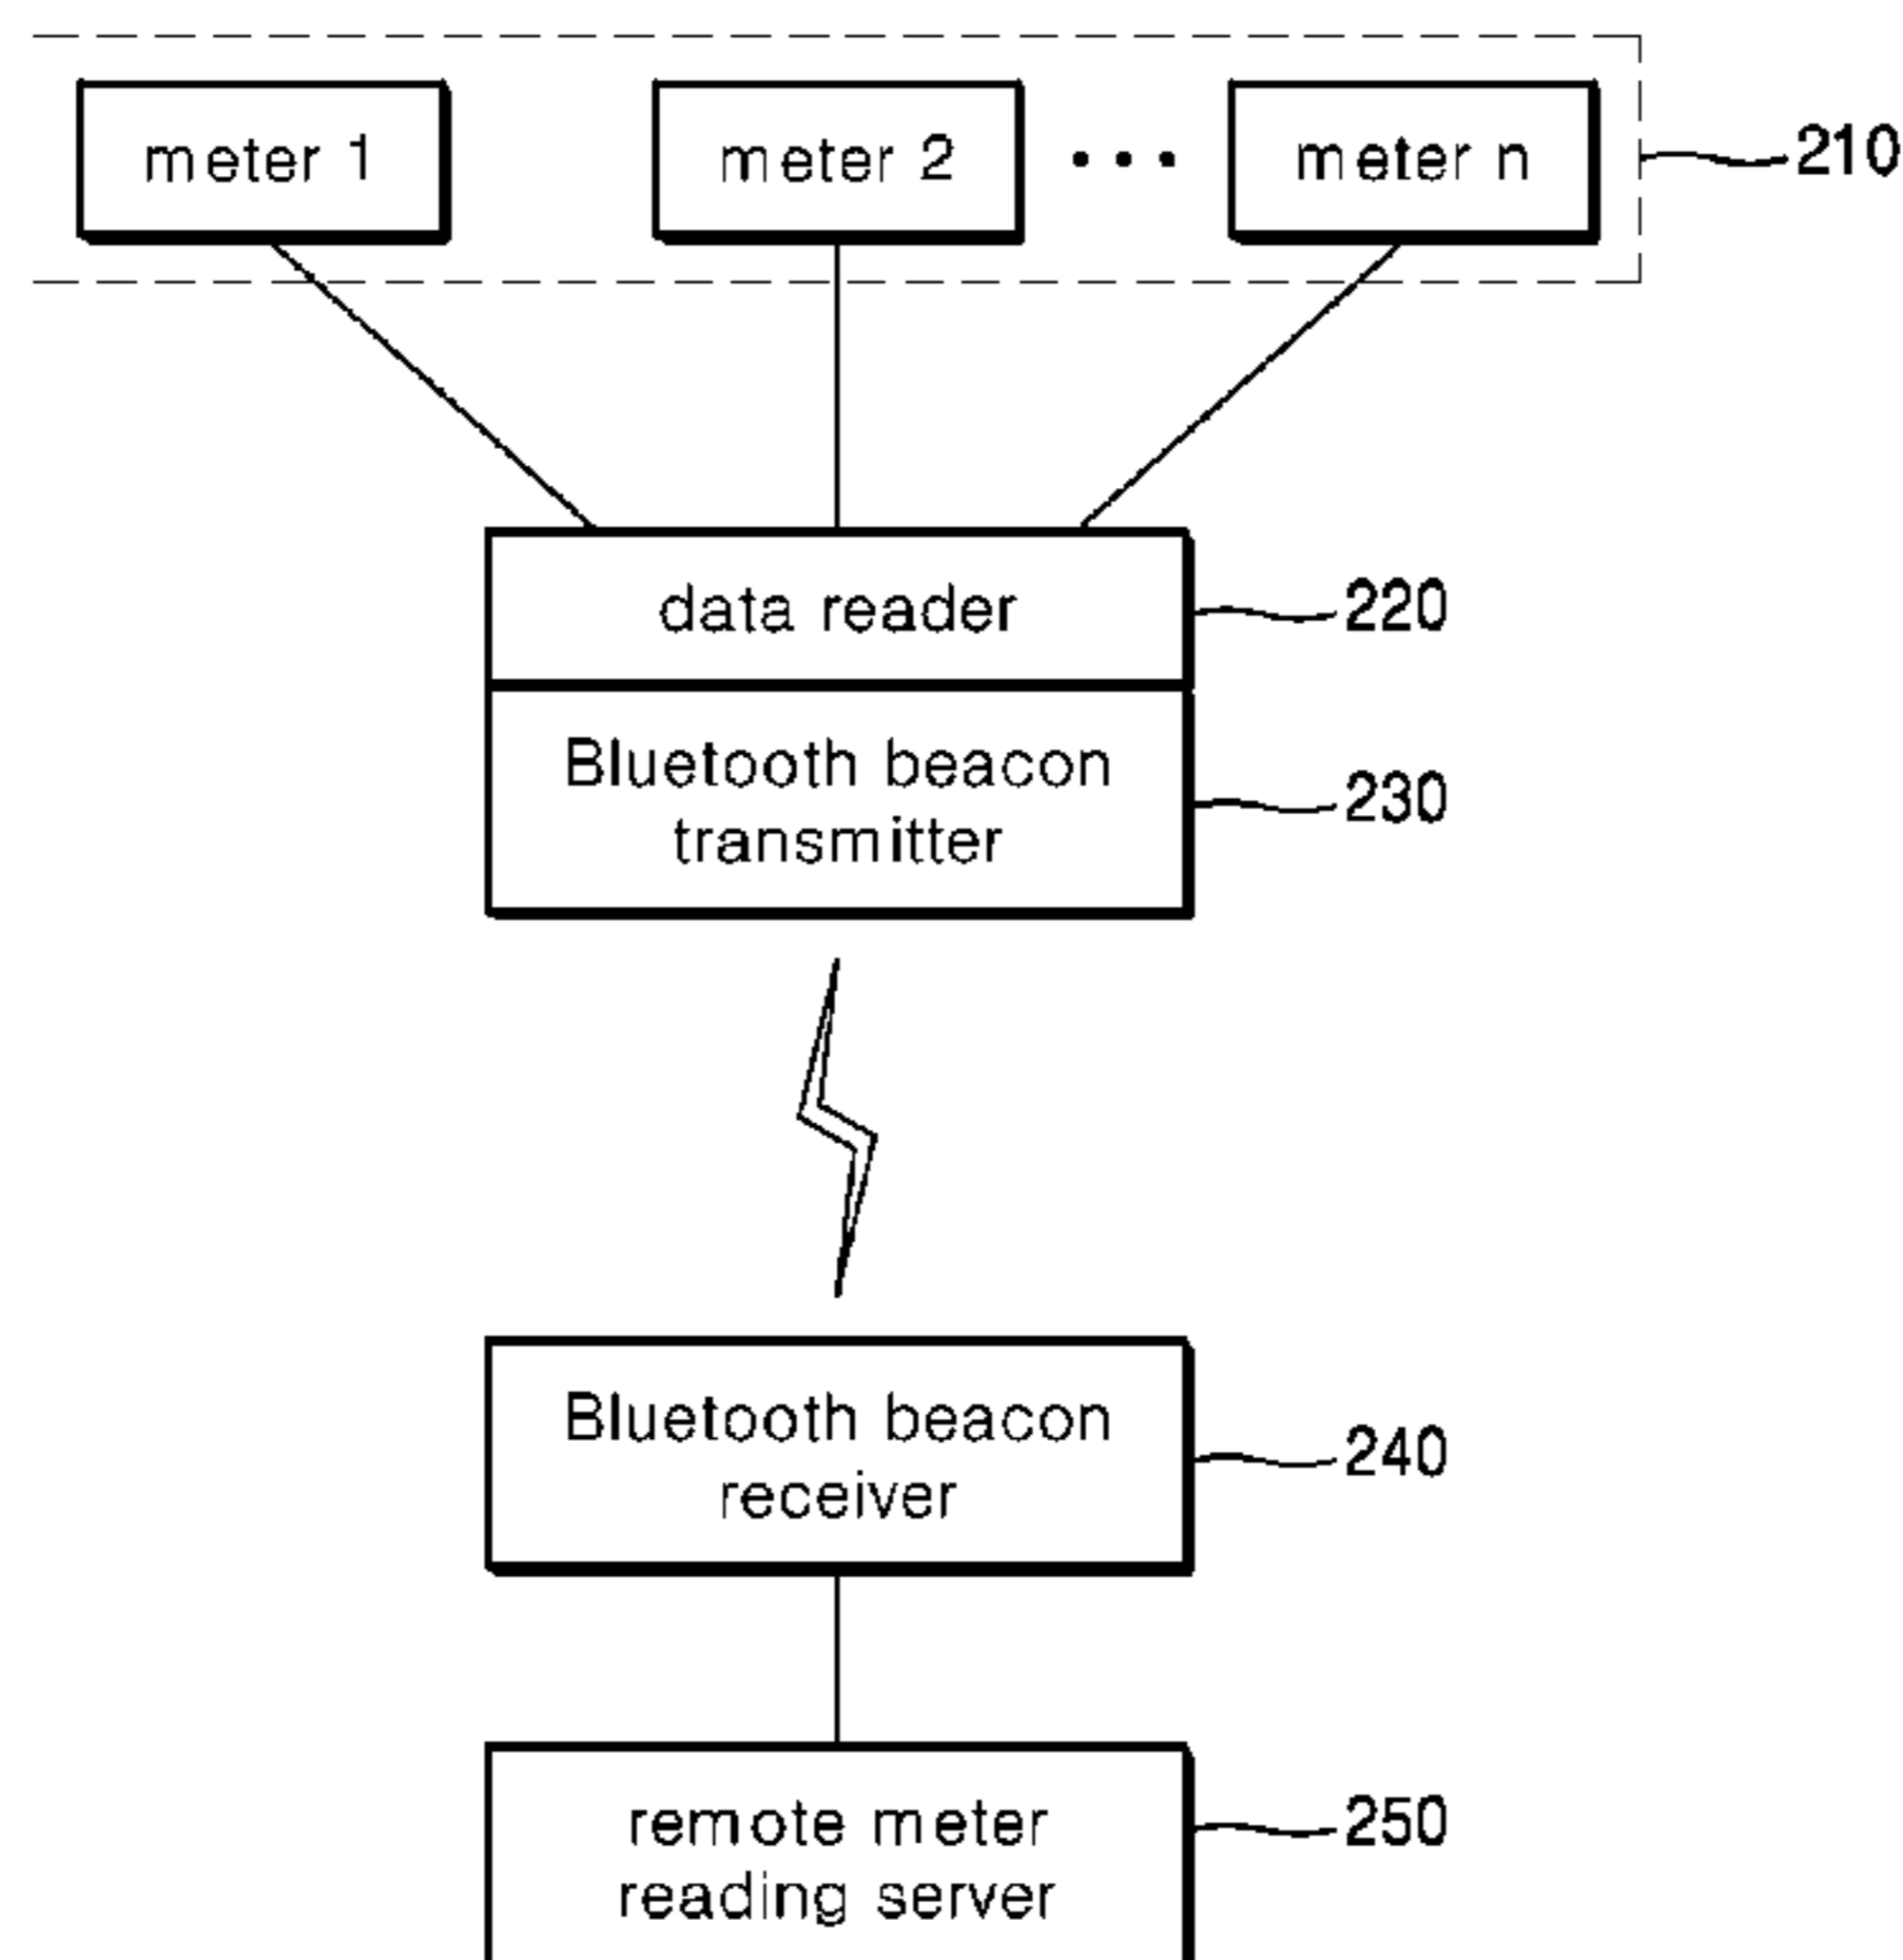 meter 1 meter 2 ••• meter n 210
data reader 220
Bluetooth beacon
transmitter 230
Bluetooth beacon
receiver 240
remote meter
reading server 250